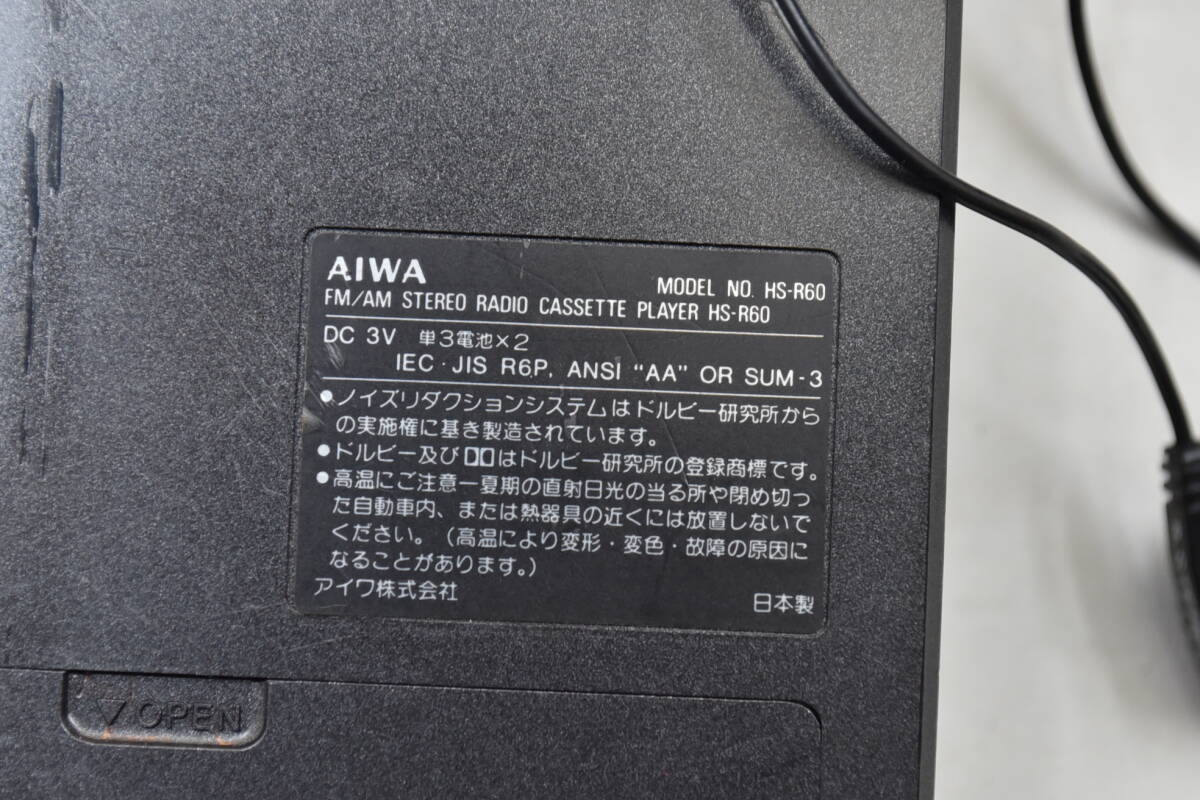 AIWA
MODEL NO. HS-R60
FM/AM STEREO RADIO CASSETTE PLAYER HS-R60
DC 3V 単3電池×2
IEC·JIS R6P, ANSI “AA” OR SUM-3
●ノイズリダクションシステムはドルビー研究所から
の実施権に基き製造されています。
●ドルビー及びDDはドルビー研究所の登録商標です。
●高温にご注意ー夏期の直射日光の当る所や閉め切っ
た自動車内、または熱器具の近くには放置しないで
ください。(高温により変形・変色・故障の原因に
なることがあります。)
アイワ株式会社
日本製
▽OPEN